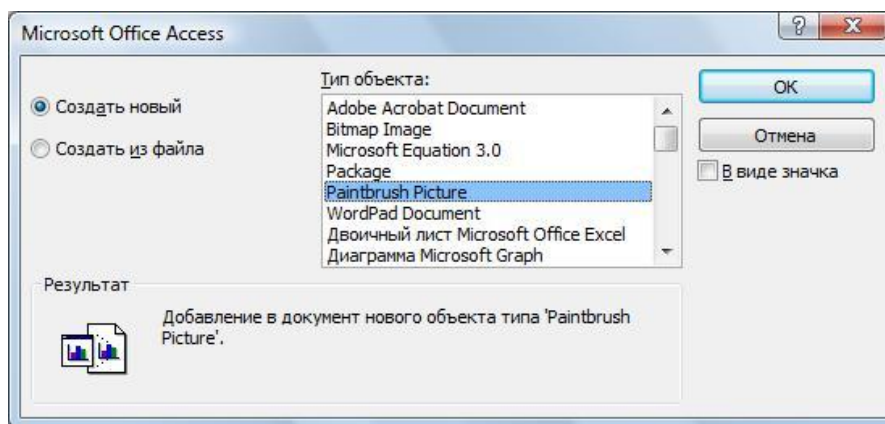 Microsoft Office Access
Тип объекта:
Создать новый
Создать из файла
Adobe Acrobat Document
Bitmap Image
Microsoft Equation 3.0
Package
Paintbrush Picture
WordPad Document
Двоичный лист Microsoft Office Excel
Диаграмма Microsoft Graph
OK
Отмена
В виде значка
Результат
Добавление в документ нового объекта типа 'Paintbrush
Picture'.